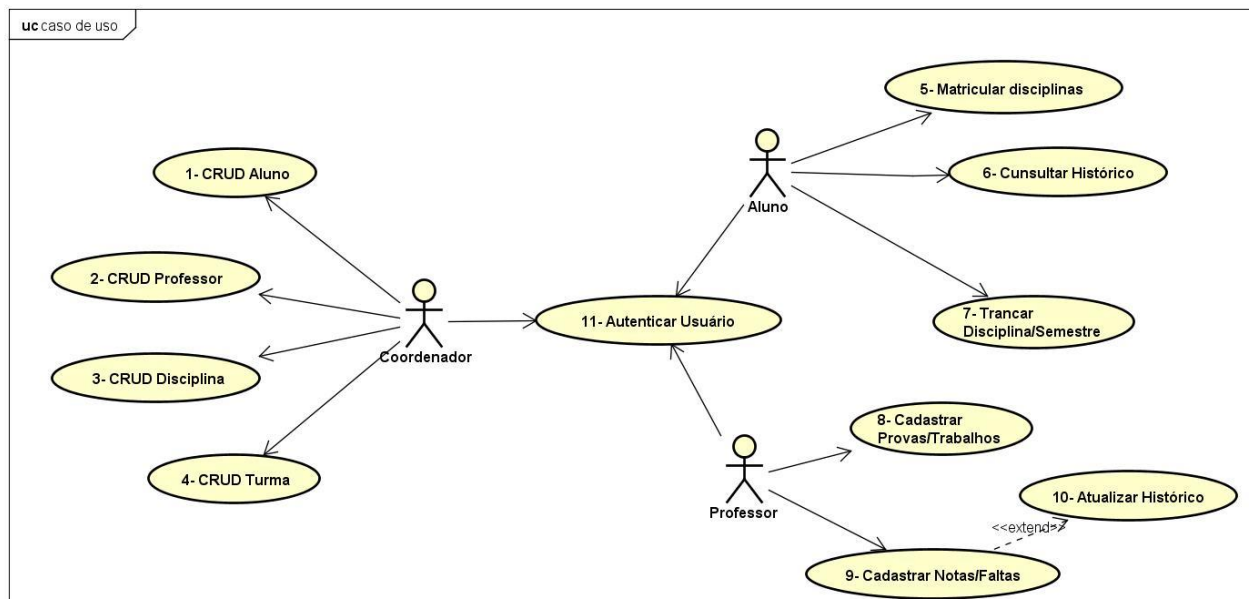 uc caso de uso
5- Matricular disciplinas
1- CRUD Aluno
6- Cunsultar Histórico
Aluno
2- CRUD Professor
11- Autenticar Usuário
7- Trancar
Disciplina/Semestre
Coordenador
3- CRUD Disciplina
8- Cadastrar
Provas/Trabalhos
4- CRUD Turma
Professor
10- Atualizar Histórico
<<extend>>
9- Cadastrar Notas/Faltas